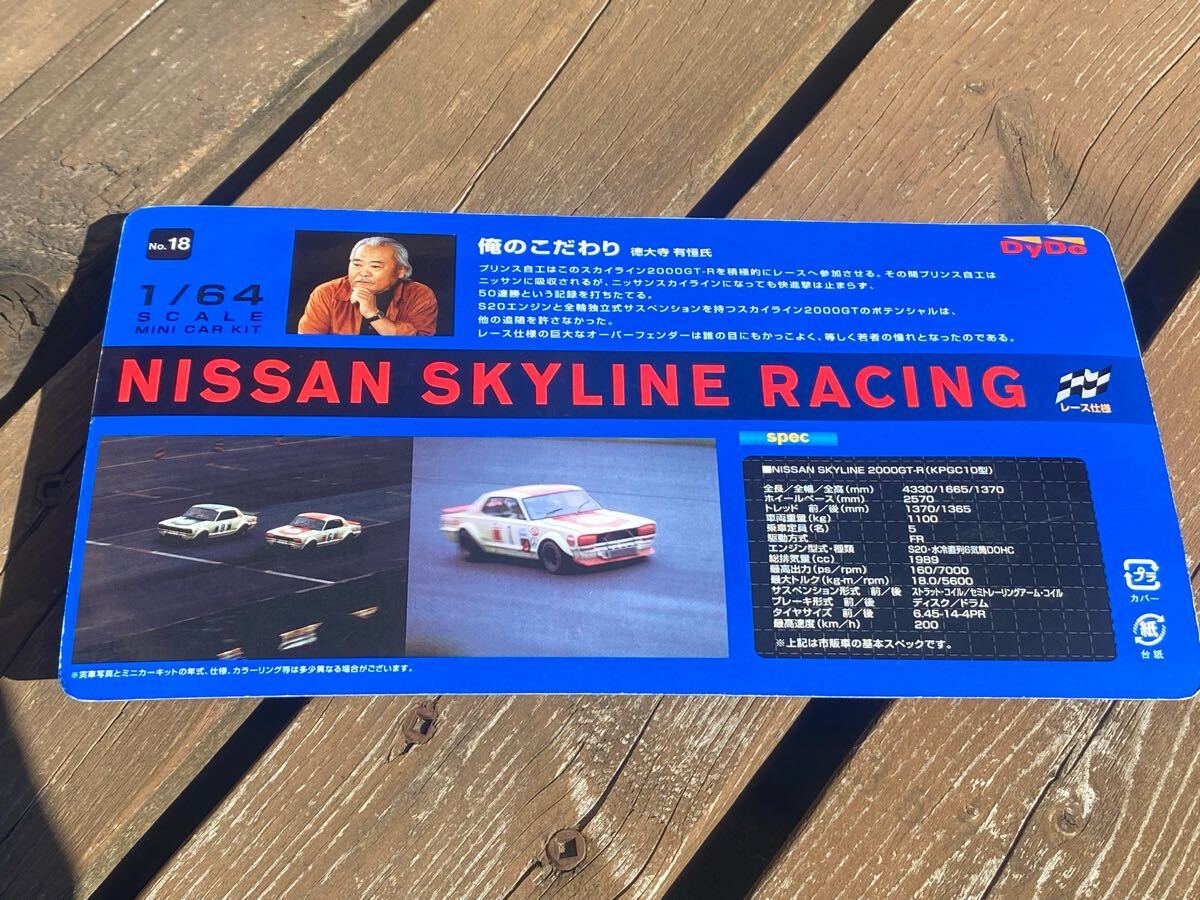 No.18
1/64
SCALE
MINI CAR KIT
俺のこだわり 徳大寺 有恒氏
プリンス自工はこのスカイライン2000GT-Rを積極的にレースへ参加させる。その間プリンス自工は
ニッサンに吸収されるが、ニッサンスカイラインになっても快進撃は止まらず、
50連勝という記録を打ちたてる。
S20エンジンと全輪独立式サスペンションを持つスカイライン2000GTのポテンシャルは、
他の追随を許さなかった。
レース仕様の巨大なオーバーフェンダーは誰の目にもかっこよく、等しく若者の憧れとなったのである。
DyDo
NISSAN SKYLINE RACING
レース仕様
spec
■NISSAN SKYLINE 2000GT-R(KPGC10型)
全長/全幅/全高(mm) 4330/1665/1370
ホイールベース(mm) 2570
トレッド 前/後(mm) 1370/1365
車両重量(kg) 1100
乗車定員(名) 5
駆動方式 FR
エンジン型式・種類 S20・水冷直列6気筒DOHC
総排気量(cc) 1989
最高出力(ps/rpm) 160/7000
最大トルク(kg-m/rpm) 18.0/5600
サスペンション形式 前/後 ストラット・コイル/セミトレーリングアーム・コイル
ブレーキ形式 前/後 ディスク/ドラム
タイヤサイズ 前/後 6.45-14-4PR
最高速度(km/h) 200
※上記は市販車の基本スペックです。
プラ
カバー
紙
台紙
※実車写真とミニカーキットの年式、仕様、カラーリング等は多少異なる場合がございます。